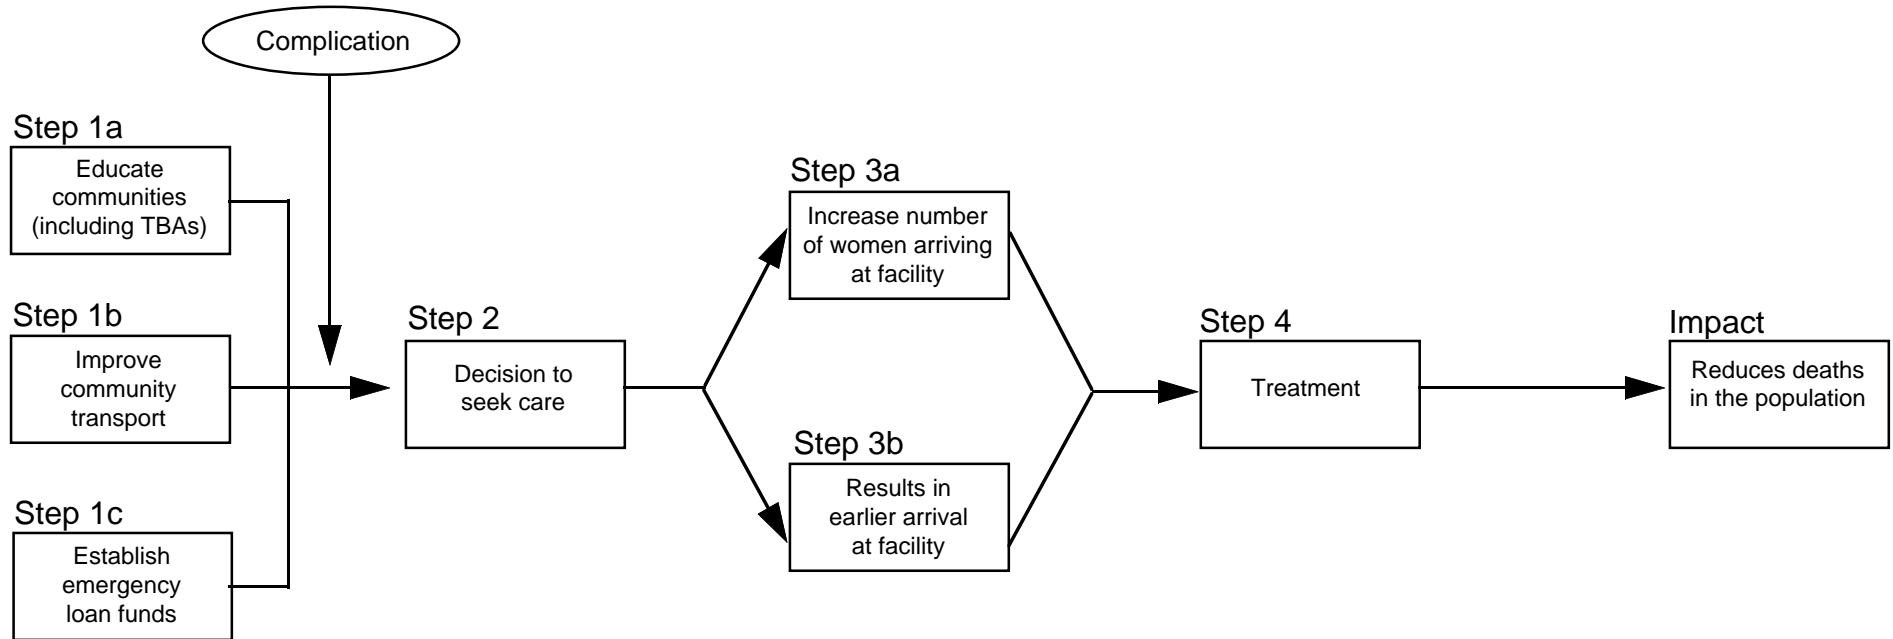 Complication
Step 1a
Educate
communities
(including TBAs)
Step 1b
Improve
community
transport
Step 1c
Establish
emergency
loan funds
Step 2
Decision to
seek care
Step 3a
Increase number
of women arriving
at facility
Step 3b
Results in
earlier arrival
at facility
Step 4
Treatment
Impact
Reduces deaths
in the population